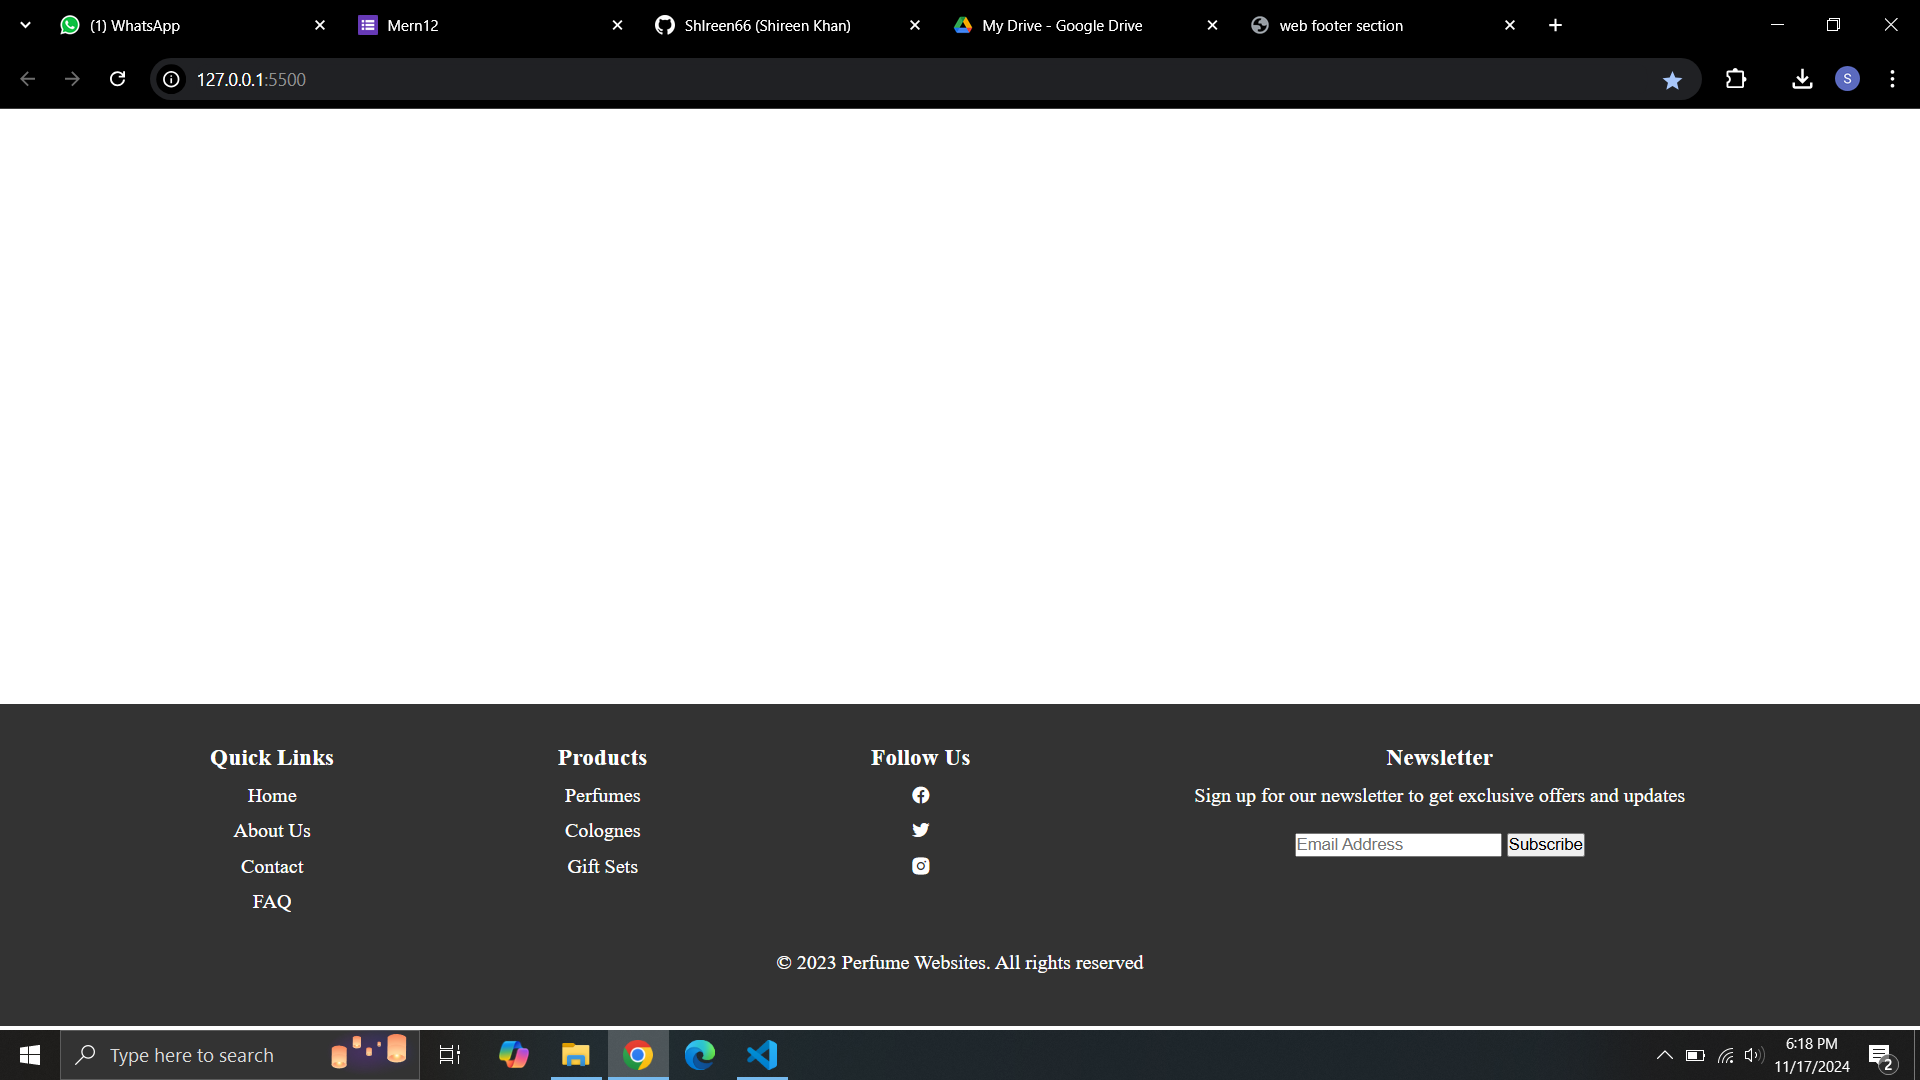 (1) WhatsApp
Mern12
ShIreen66 (Shireen Khan)
My Drive - Google Drive
web footer section
127.0.0.1:5500
S
Quick Links
Home
About Us
Contact
FAQ
Products
Perfumes
Colognes
Gift Sets
Follow Us
Newsletter
Sign up for our newsletter to get exclusive offers and updates
Email Address
Subscribe
© 2023 Perfume Websites. All rights reserved
Type here to search
6:18 PM
11/17/2024
2